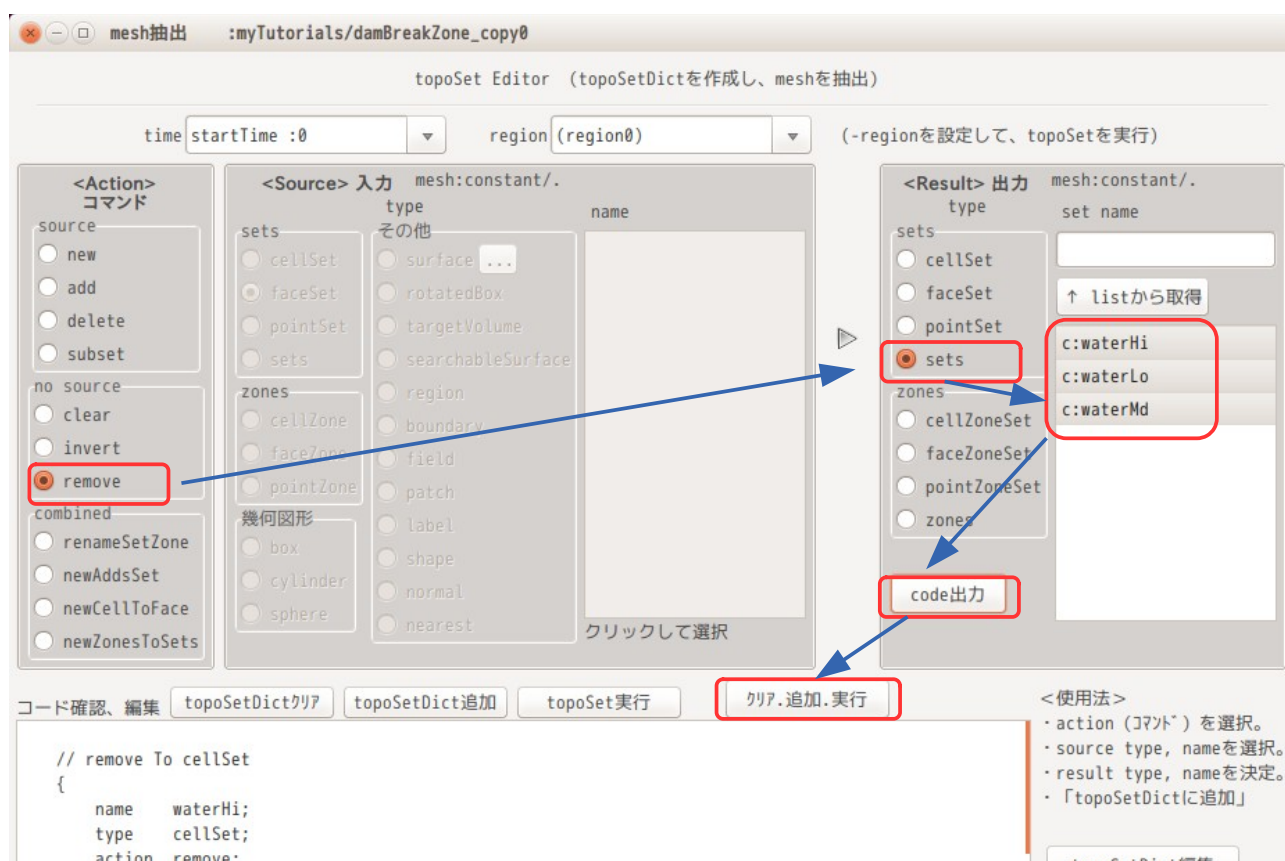 mesh抽出 :myTutorials/damBreakZone_copy0
topoSet Editor (topoSetDictを作成し、meshを抽出)
time startTime :0 region (region0) (-regionを設定して、topoSetを実行)
<Action>
コマンド
source
new
add
delete
subset
no source
clear
invert
remove
combined
renameSetZone
newAddsSet
newCellToFace
newZonesToSets
<Source> 入力 mesh:constant/.
type
name
sets
cellSet
faceSet
pointSet
sets
zones
cellZone
faceZone
pointZone
幾何図形
box
cylinder
sphere
その他
surface ...
rotatedBox
targetVolume
searchableSurface
region
boundary
field
patch
label
shape
normal
nearest
クリックして選択
<Result> 出力 mesh:constant/.
type
set name
sets
cellSet
faceSet
pointSet
sets
zones
cellZoneSet
faceZoneSet
pointZoneSet
zones
↑ listから取得
c:waterHi
c:waterLo
c:waterMd
code出力
コード確認、編集 topoSetDictｸﾘｱ topoSetDict追加 topoSet実行 ｸﾘｱ.追加.実行
// remove To cellSet
{
name waterHi;
type cellSet;
action remove;
<使用法>
・action (ｺﾏﾝﾄﾞ) を選択。
・source type, nameを選択。
・result type, nameを決定。
・「topoSetDictに追加」